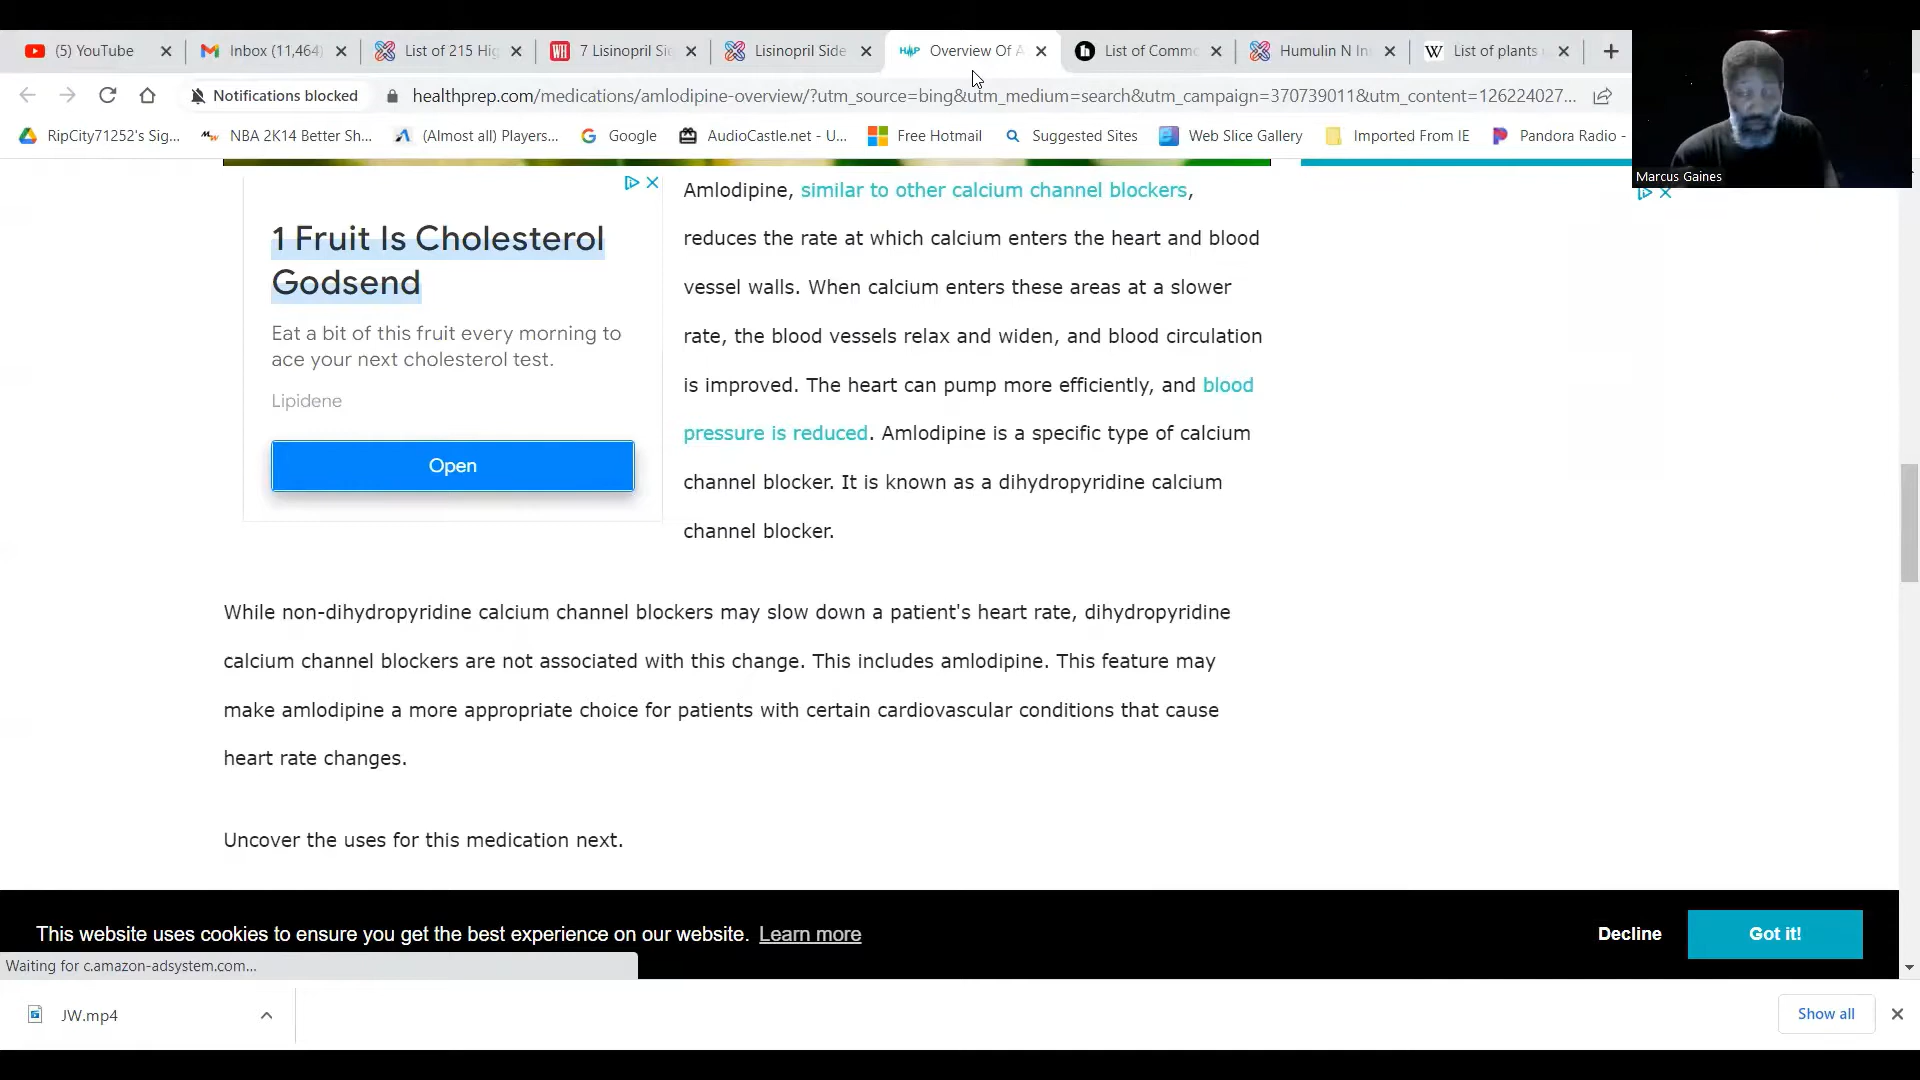 (5) YouTube
Inbox (11,464)
List of 215 Hig
7 Lisinopril Sid
Lisinopril Side
Overview Of A
List of Commo
Humulin N In
List of plants
Notifications blocked
healthprep.com/medications/amlodipine-overview/?utm_source=bing&utm_medium=search&utm_campaign=370739011&utm_content=126224027...
RipCity71252's Sig...
NBA 2K14 Better Sh...
(Almost all) Players...
Google
AudioCastle.net - U...
Free Hotmail
Suggested Sites
Web Slice Gallery
Imported From IE
Pandora Radio -
Marcus Gaines
1 Fruit Is Cholesterol
Godsend
Eat a bit of this fruit every morning to
ace your next cholesterol test.
Lipidene
Open
Amlodipine, similar to other calcium channel blockers,
reduces the rate at which calcium enters the heart and blood
vessel walls. When calcium enters these areas at a slower
rate, the blood vessels relax and widen, and blood circulation
is improved. The heart can pump more efficiently, and blood
pressure is reduced. Amlodipine is a specific type of calcium
channel blocker. It is known as a dihydropyridine calcium
channel blocker.
While non-dihydropyridine calcium channel blockers may slow down a patient's heart rate, dihydropyridine
calcium channel blockers are not associated with this change. This includes amlodipine. This feature may
make amlodipine a more appropriate choice for patients with certain cardiovascular conditions that cause
heart rate changes.
Uncover the uses for this medication next.
This website uses cookies to ensure you get the best experience on our website. Learn more
Decline
Got it!
Waiting for c.amazon-adsystem.com...
JW.mp4
Show all